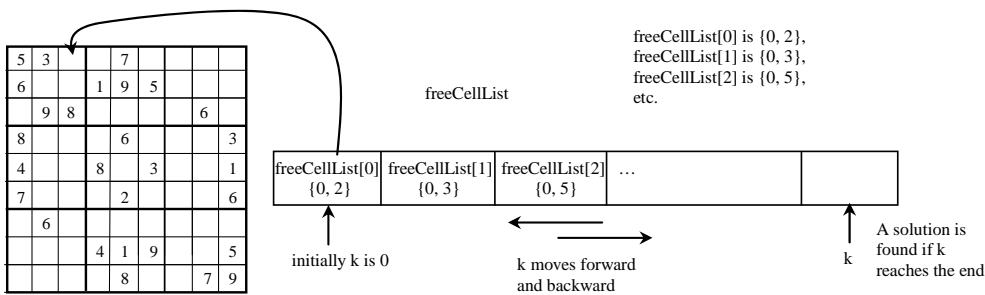 5 3 7
6 1 9 5
9 8 6
8 6 3
4 8 3 1
7 2 6
6
4 1 9 5
8 7 9
freeCellList
freeCellList[0] is {0, 2},
freeCellList[1] is {0, 3},
freeCellList[2] is {0, 5},
etc.
freeCellList[0] freeCellList[1] freeCellList[2] …
{0, 2} {0, 3} {0, 5}
initially k is 0
k moves forward
and backward
k
A solution is
found if k
reaches the end